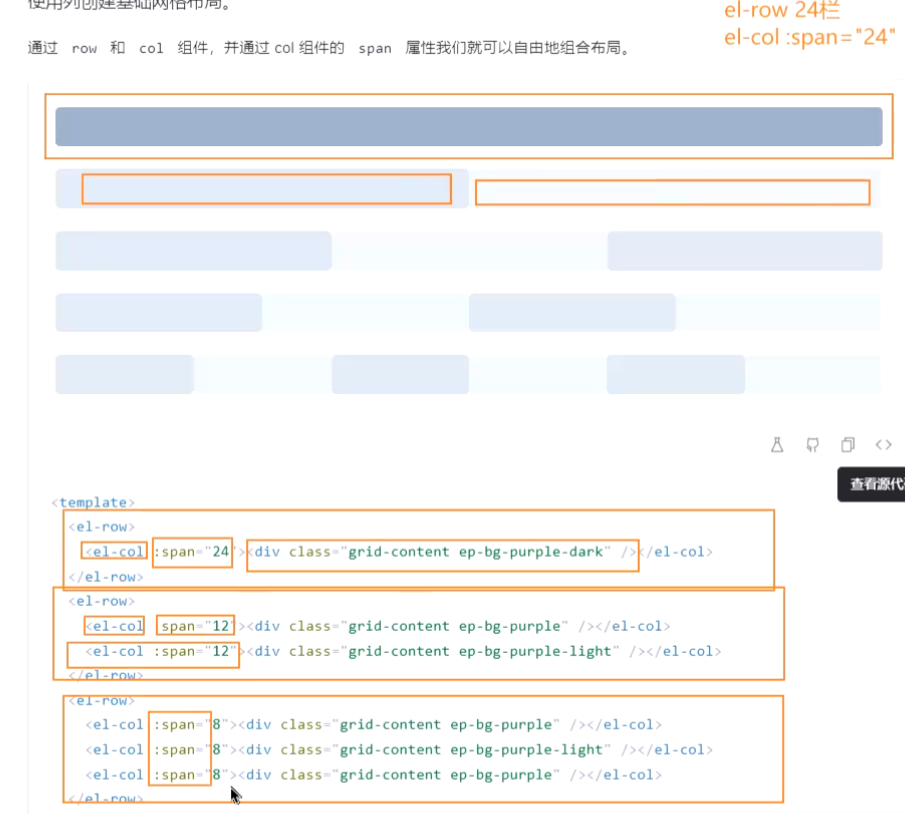 使用列创建基础网格布局。
el-row 24栏
el-col :span="24"
通过 row 和 col 组件，并通过 col 组件的 span 属性我们就可以自由地组合布局。
查看源代
<template>
<el-row>
<el-col :span="24"><div class="grid-content ep-bg-purple-dark" /></el-col>
</el-row>
<el-row>
<el-col span="12"><div class="grid-content ep-bg-purple" /></el-col>
<el-col :span="12"><div class="grid-content ep-bg-purple-light" /></el-col>
</el-row>
<el-row>
<el-col :span="8"><div class="grid-content ep-bg-purple" /></el-col>
<el-col :span="8"><div class="grid-content ep-bg-purple-light" /></el-col>
<el-col :span="8"><div class="grid-content ep-bg-purple" /></el-col>
</el-row>